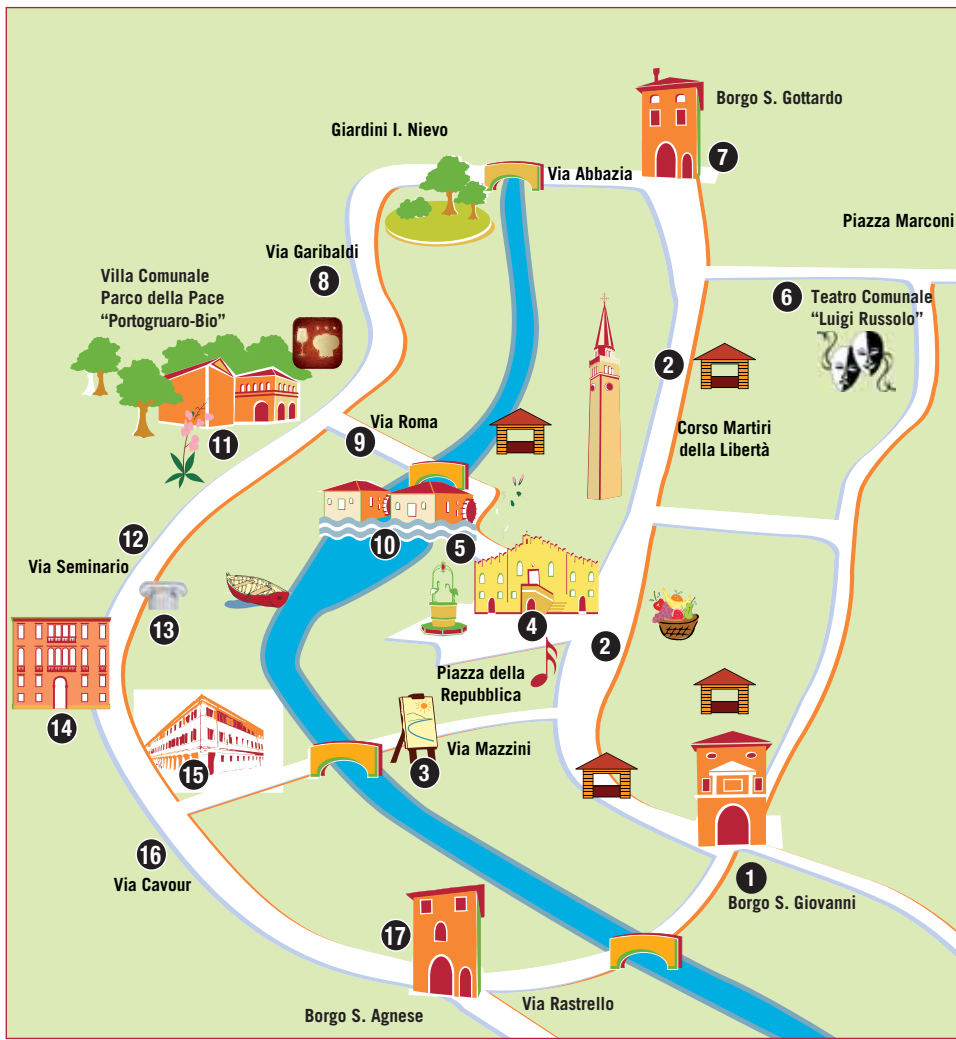 Borgo S. Gottardo
7
Giardini I. Nievo
Via Abbazia
Piazza Marconi
Via Garibaldi
8
Villa Comunale
Parco della Pace
“Portogruaro-Bio”
6
Teatro Comunale
“Luigi Russolo”
2
Via Roma
9
Corso Martiri
della Libertà
11
10
5
12
Via Seminario
13
4
2
Piazza della
Repubblica
14
Via Mazzini
15
3
16
Via Cavour
1
Borgo S. Giovanni
17
Via Rastrello
Borgo S. Agnese